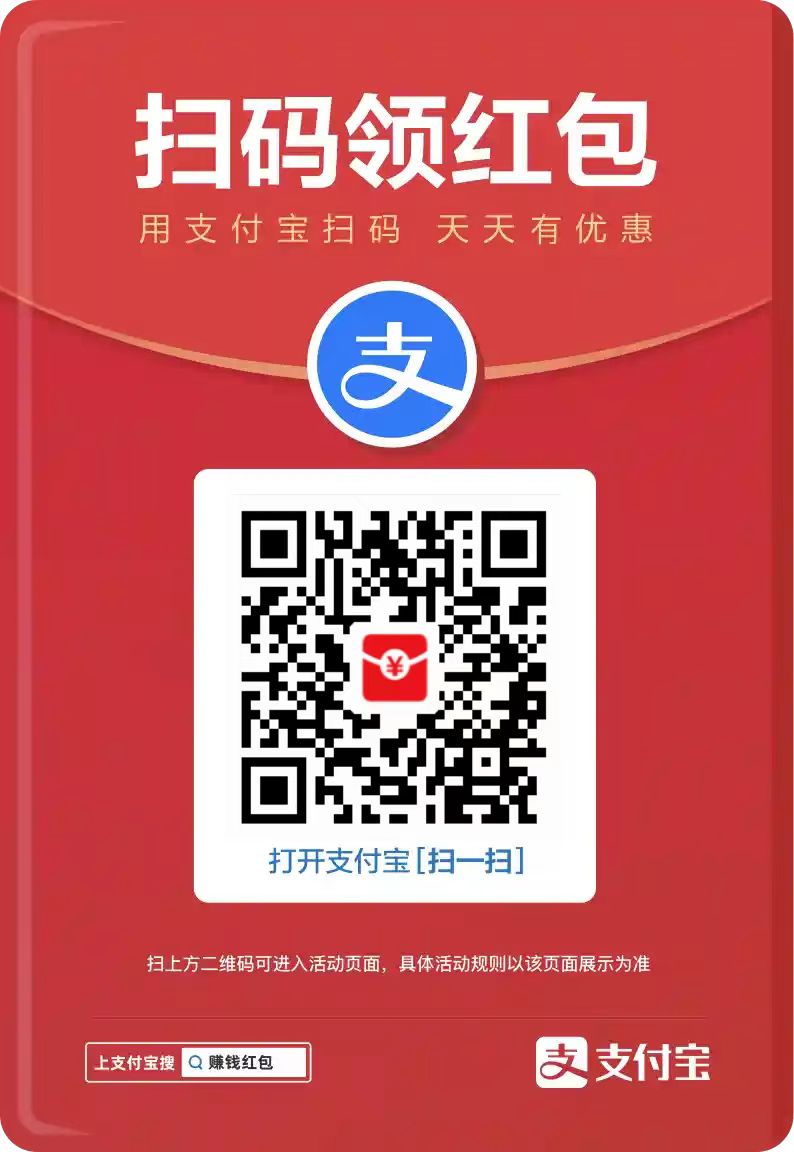 扫码领红包
用支付宝扫码 天天有优惠
支
¥
打开支付宝[扫一扫]
扫上方二维码可进入活动页面，具体活动规则以该页面展示为准
上支付宝搜 赚钱红包
支 支付宝